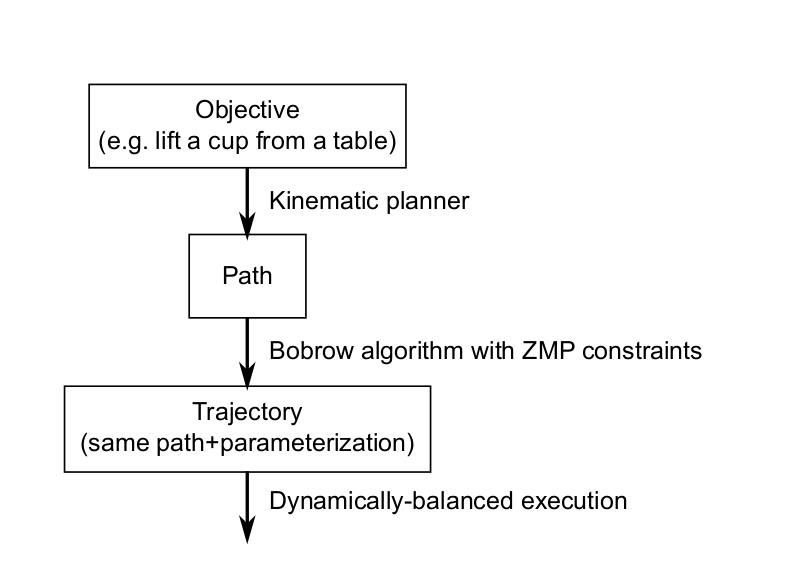 Objective
(e.g. lift a cup from a table)
Kinematic planner
Path
Bobrow algorithm with ZMP constraints
Trajectory
(same path+parameterization)
Dynamically-balanced execution